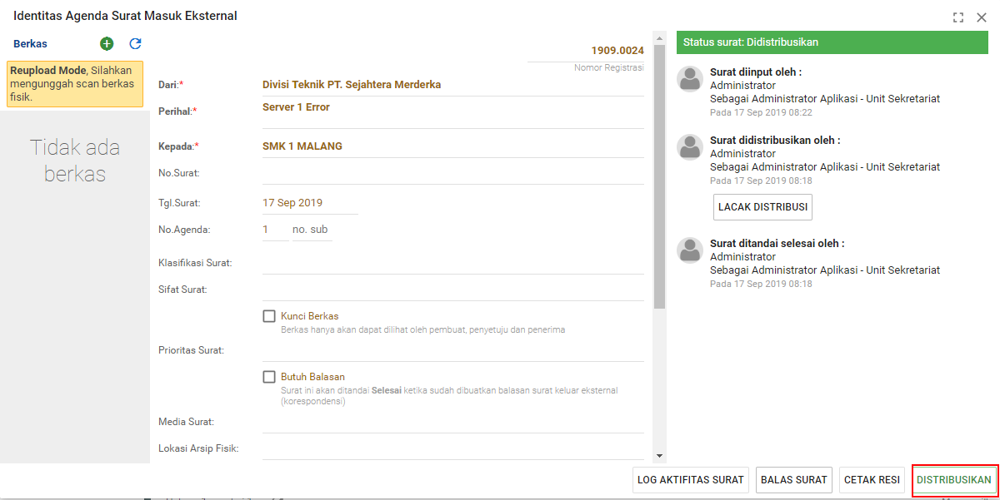 Identitas Agenda Surat Masuk Eksternal
Berkas
Reupload Mode, Silahkan
mengunggah scan berkas
fisik.
Tidak ada
berkas
1909.0024
Nomor Registrasi
Dari:* Divisi Teknik PT. Sejahtera Merderka
Perihal:* Server 1 Error
Kepada:* SMK 1 MALANG
No.Surat:
Tgl.Surat: 17 Sep 2019
No.Agenda: 1 no. sub
Klasifikasi Surat:
Sifat Surat:
Kunci Berkas
Berkas hanya akan dapat dilihat oleh pembuat, penyetuju dan penerima
Prioritas Surat:
Butuh Balasan
Surat ini akan ditandai Selesai ketika sudah dibuatkan balasan surat keluar eksternal
(korespondensi)
Media Surat:
Lokasi Arsip Fisik:
Status surat: Didistribusikan
Surat diinput oleh :
Administrator
Sebagai Administrator Aplikasi - Unit Sekretariat
Pada 17 Sep 2019 08:22
Surat didistribusikan oleh :
Administrator
Sebagai Administrator Aplikasi - Unit Sekretariat
Pada 17 Sep 2019 08:18
LACAK DISTRIBUSI
Surat ditandai selesai oleh :
Administrator
Sebagai Administrator Aplikasi - Unit Sekretariat
Pada 17 Sep 2019 08:18
LOG AKTIFITAS SURAT BALAS SURAT CETAK RESI DISTRIBUSIKAN